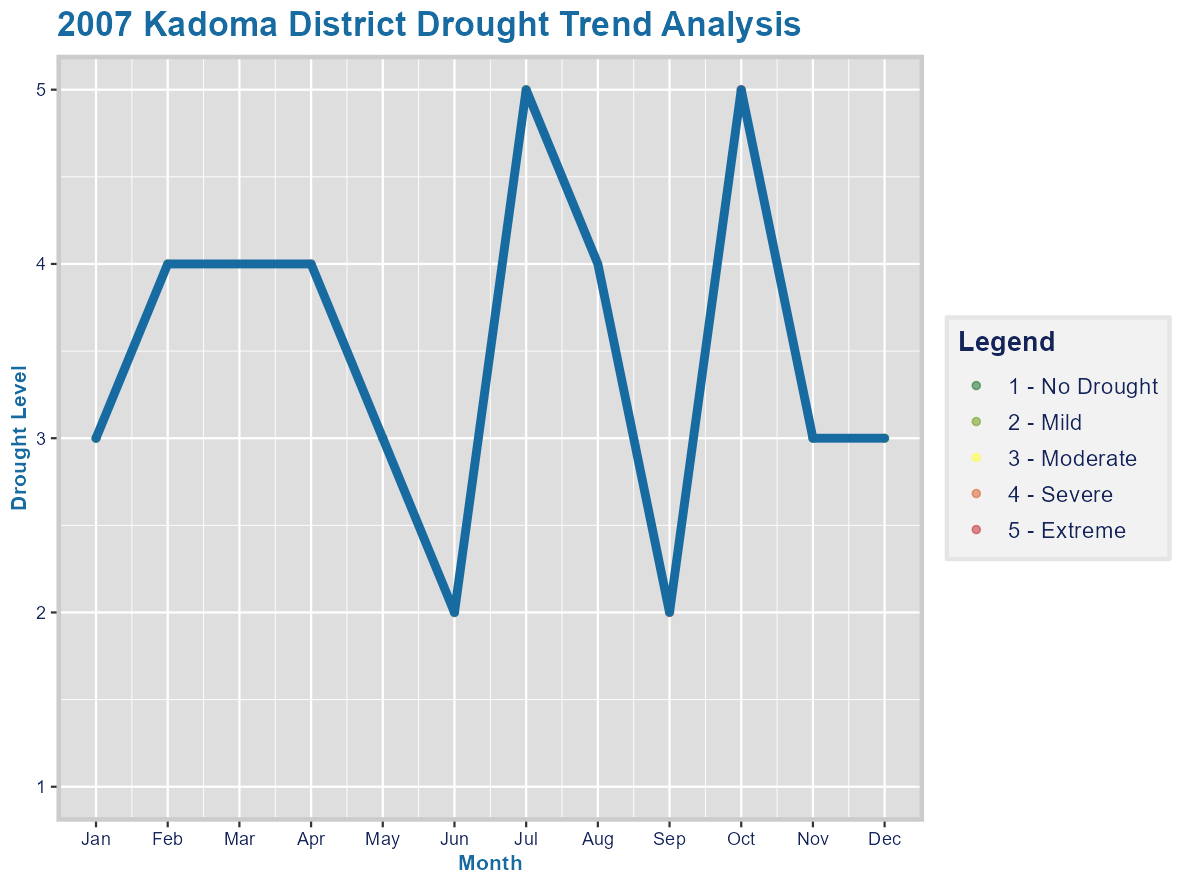 2007 Kadoma District Drought Trend Analysis
Drought Level
5
4
3
2
1
Jan Feb Mar Apr May Jun Jul Aug Sep Oct Nov Dec
Month
Legend
1 - No Drought
2 - Mild
3 - Moderate
4 - Severe
5 - Extreme